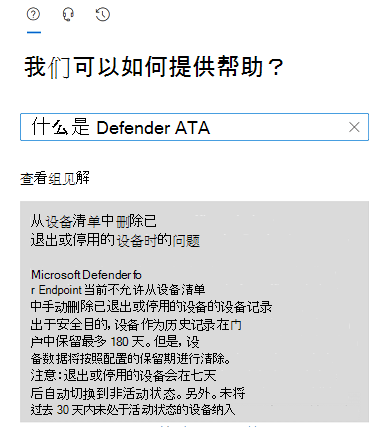 我们可以如何提供帮助？
什么是 Defender ATA
查看组见解
从设备清单中删除已
退出或停用的设备时的问题
Microsoft Defender fo
r Endpoint 当前不允许从设备清单
中手动删除已退出或停用的设备的设备记录
出于安全目的，设备作为历史记录在门
户中保留最多 180 天。但是，设
备数据将按照配置的保留期进行清除。
注意：退出或停用的设备会在七天
后自动切换到非活动状态。另外。未将
过去 30 天内未处于活动状态的设备纳入